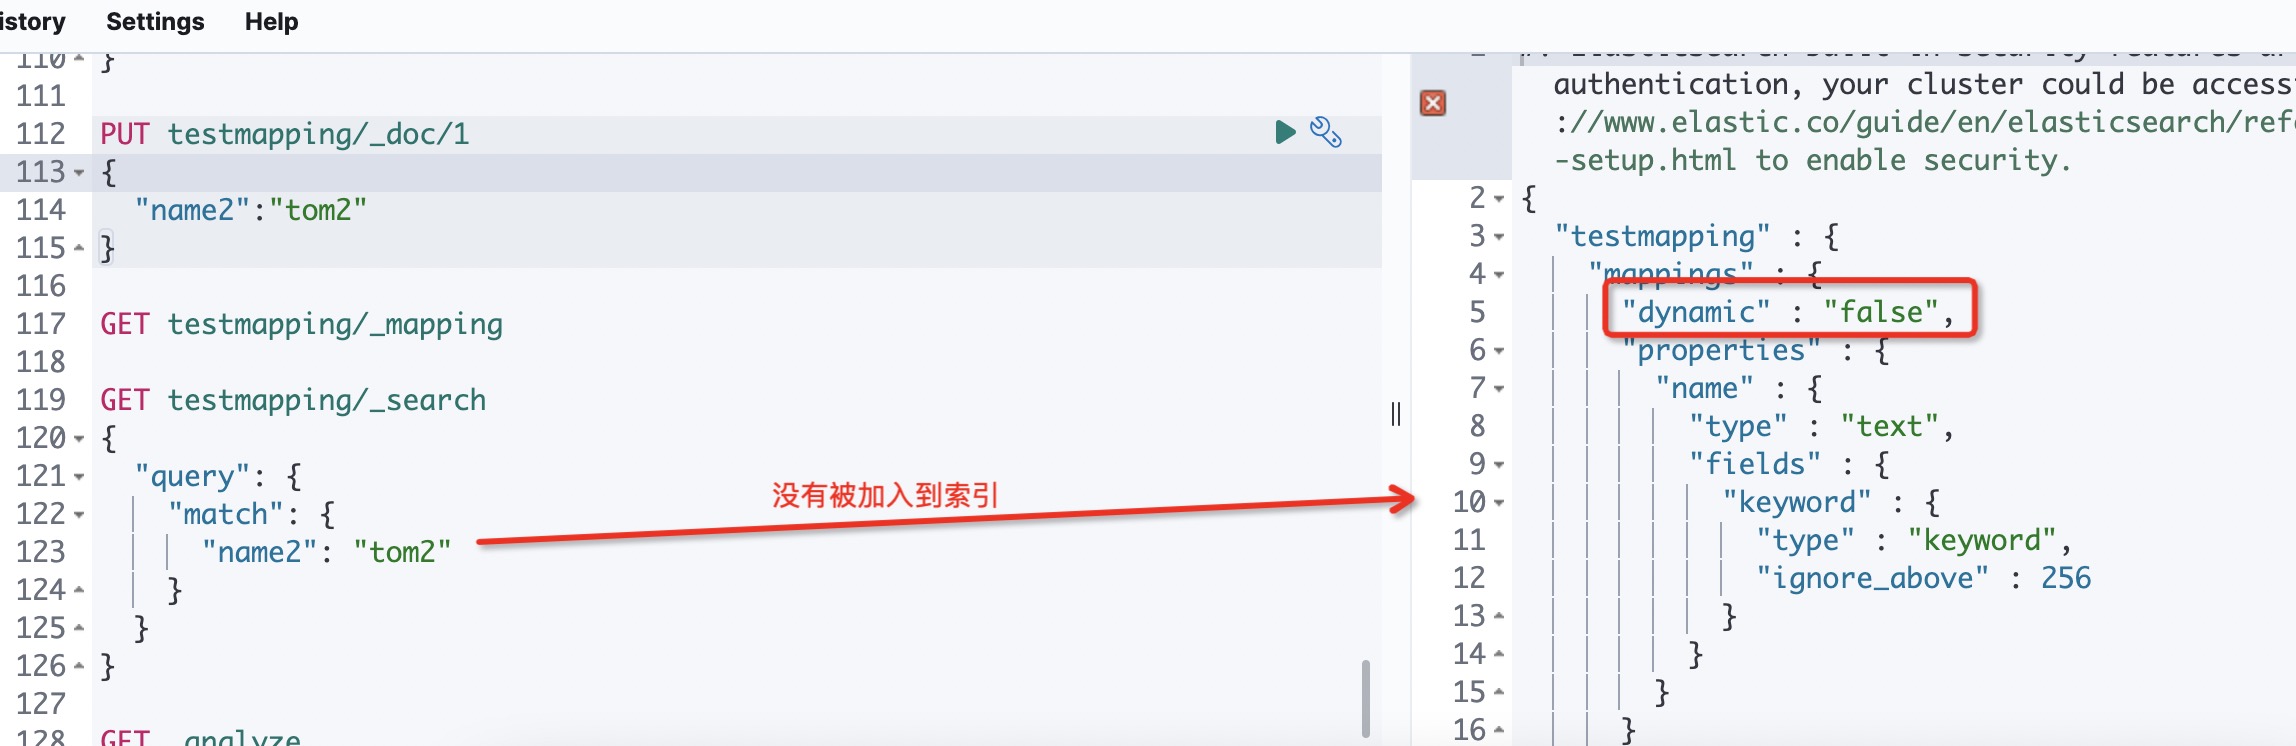 istory Settings Help
110 }
111
112 PUT testmapping/_doc/1
113 {
114 "name2":"tom2"
115 }
116
117 GET testmapping/_mapping
118
119 GET testmapping/_search
120 {
121 "query": {
122 "match": {
123 "name2": "tom2"
124 }
125 }
126 }
127
128 GET _analyze
没有被加入到索引
authentication, your cluster could be access
://www.elastic.co/guide/en/elasticsearch/ref
-setup.html to enable security.
2 {
3 "testmapping" : {
4 "mappings" : {
5 "dynamic" : "false",
6 "properties" : {
7 "name" : {
8 "type" : "text",
9 "fields" : {
10 "keyword" : {
11 "type" : "keyword",
12 "ignore_above" : 256
13 }
14 }
15 }
16 }